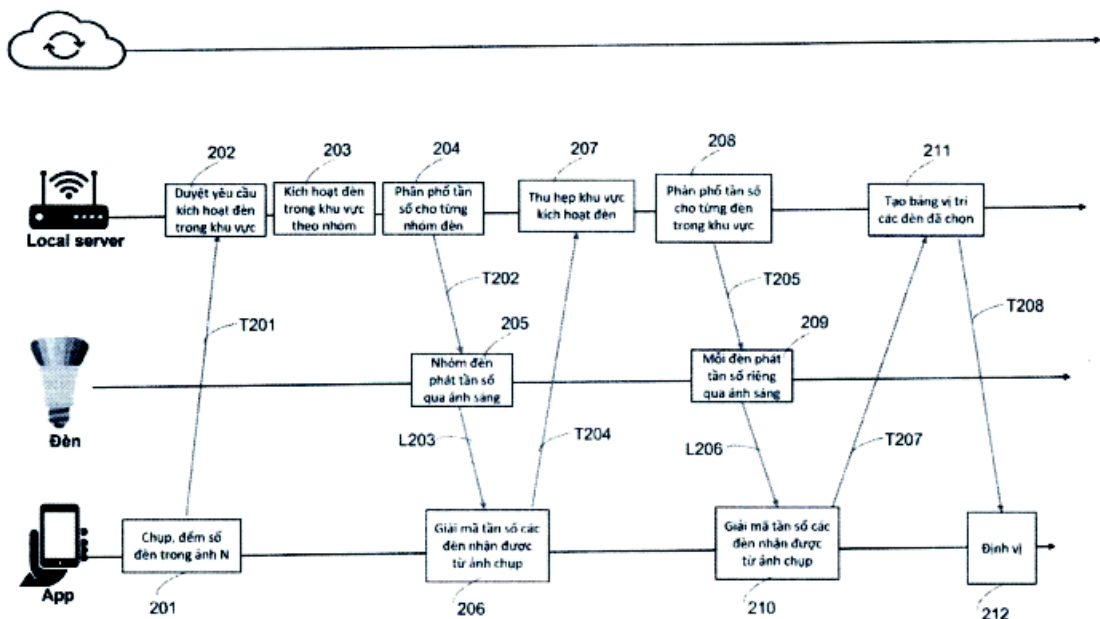 202
203
204
207
208
211
Duyệt yêu cầu
kích hoạt đèn
trong khu vực
Kích hoạt đèn
trong khu vực
theo nhóm
Phân phố tần
số cho từng
nhóm đèn
Thu hẹp khu vực
kích hoạt đèn
Phân phố tần số
cho từng đèn
trong khu vực
Tạo bảng vị trí
các đèn đã chọn
Local server
T201
T202
T205
T208
205
209
Nhóm đèn
phát tần số
qua ánh sáng
Mỗi đèn phát
tần số riêng
qua ánh sáng
Đèn
L203
T204
L206
T207
Chụp, đếm số
đèn trong ảnh N
Giải mã tần số các
đèn nhận được
từ ảnh chụp
Giải mã tần số các
đèn nhận được
từ ảnh chụp
Định vị
App
201
206
210
212